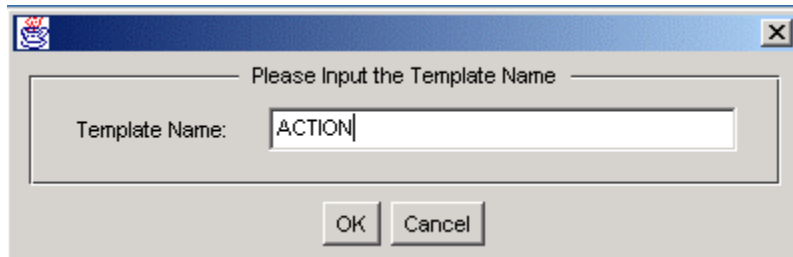 Please Input the Template Name
Template Name: ACTION
OK Cancel